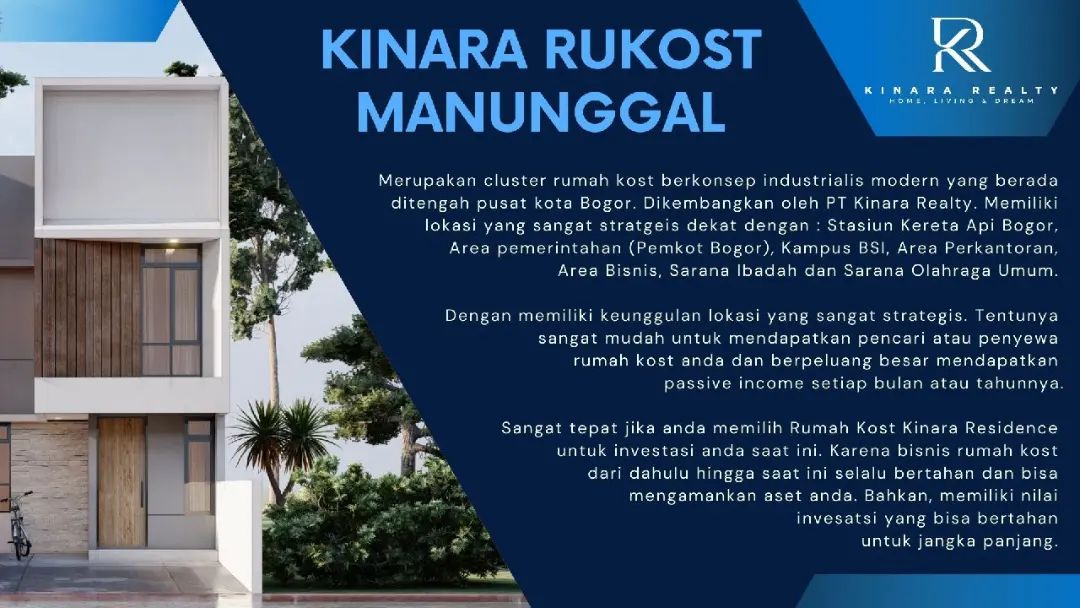 KINARA RUKOST
MANUNGGAL
KR
KINARA REALTY
HOME, LIVING & DREAM
Merupakan cluster rumah kost berkonsep industrialis modern yang berada
ditengah pusat kota Bogor. Dikembangkan oleh PT Kinara Realty. Memiliki
lokasi yang sangat stratgeis dekat dengan : Stasiun Kereta Api Bogor,
Area pemerintahan (Pemkot Bogor), Kampus BSI, Area Perkantoran,
Area Bisnis, Sarana Ibadah dan Sarana Olahraga Umum.
Dengan memiliki keunggulan lokasi yang sangat strategis. Tentunya
sangat mudah untuk mendapatkan pencari atau penyewa
rumah kost anda dan berpeluang besar mendapatkan
passive income setiap bulan atau tahunnya.
Sangat tepat jika anda memilih Rumah Kost Kinara Residence
untuk investasi anda saat ini. Karena bisnis rumah kost
dari dahulu hingga saat ini selalu bertahan dan bisa
mengamankan aset anda. Bahkan, memiliki nilai
invesatsi yang bisa bertahan
untuk jangka panjang.